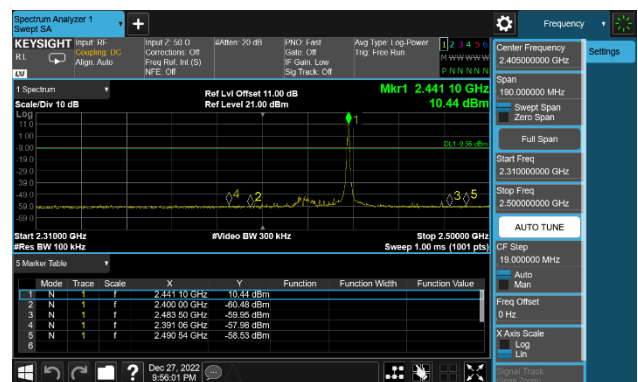 Spectrum Analyzer 1
Swept SA
Frequency
KEYSIGHT
RL
Input: RF
Coupling: DC
Align: Auto
Input Z: 50 Ω
Corrections: Off
Freq Ref: Int (S)
NFE: Off
#Atten: 20 dB
PNO: Fast
Gate: Off
IF Gain: Low
Sig Track: Off
Avg Type: Log-Power
Trig: Free Run
1 2 3 4 5 6
M W W W W W
P N N N N N
Center Frequency
2.405000000 GHz
Settings
Span
190.000000 MHz
Swept Span
Zero Span
Full Span
Start Freq
2.310000000 GHz
Stop Freq
2.500000000 GHz
AUTO TUNE
CF Step
19.000000 MHz
Auto
Man
Freq Offset
0 Hz
X Axis Scale
Log
Lin
Signal Track
(Span Zoom)
1 Spectrum
Scale/Div 10 dB
Ref Lvl Offset 11.00 dB
Ref Level 21.00 dBm
Mkr1 2.441 10 GHz
10.44 dBm
Log
11.0
1.00
-9.00
-19.0
-29.0
-39.0
-49.0
-59.0
-69.0
1
DL1 -9.56 dBm
4
2
3
5
Start 2.31000 GHz
#Res BW 100 kHz
#Video BW 300 kHz
Stop 2.50000 GHz
Sweep 1.00 ms (1001 pts)
5 Marker Table
Mode Trace Scale X Y Function Function Width Function Value
1 N 1 f 2.441 10 GHz 10.44 dBm
2 N 1 f 2.400 00 GHz -60.48 dBm
3 N 1 f 2.483 50 GHz -59.95 dBm
4 N 1 f 2.391 06 GHz -57.98 dBm
5 N 1 f 2.490 54 GHz -58.53 dBm
6
?
Dec 27, 2022
9:56:01 PM